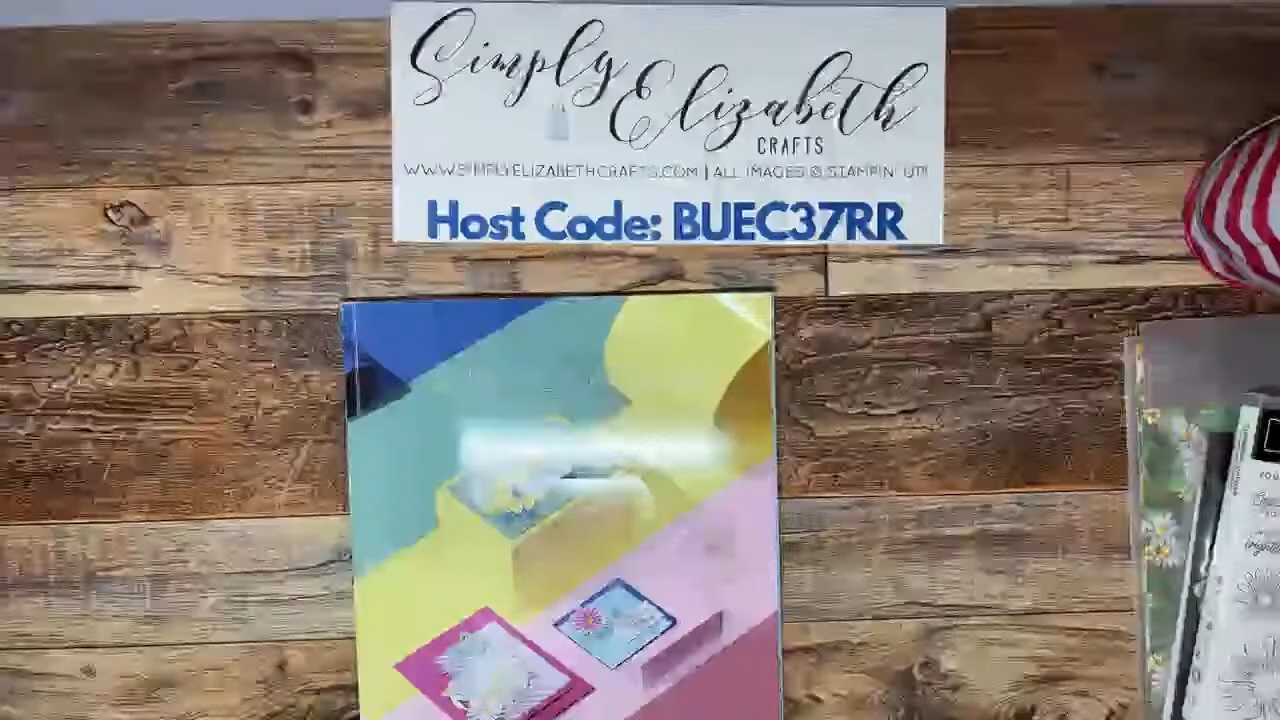 Simply Elizabeth
CRAFTS
WWW.SIMPLYELIZABETHCRAFTS.COM | ALL IMAGES © STAMPIN' UP!
Host Code: BUEC37RR